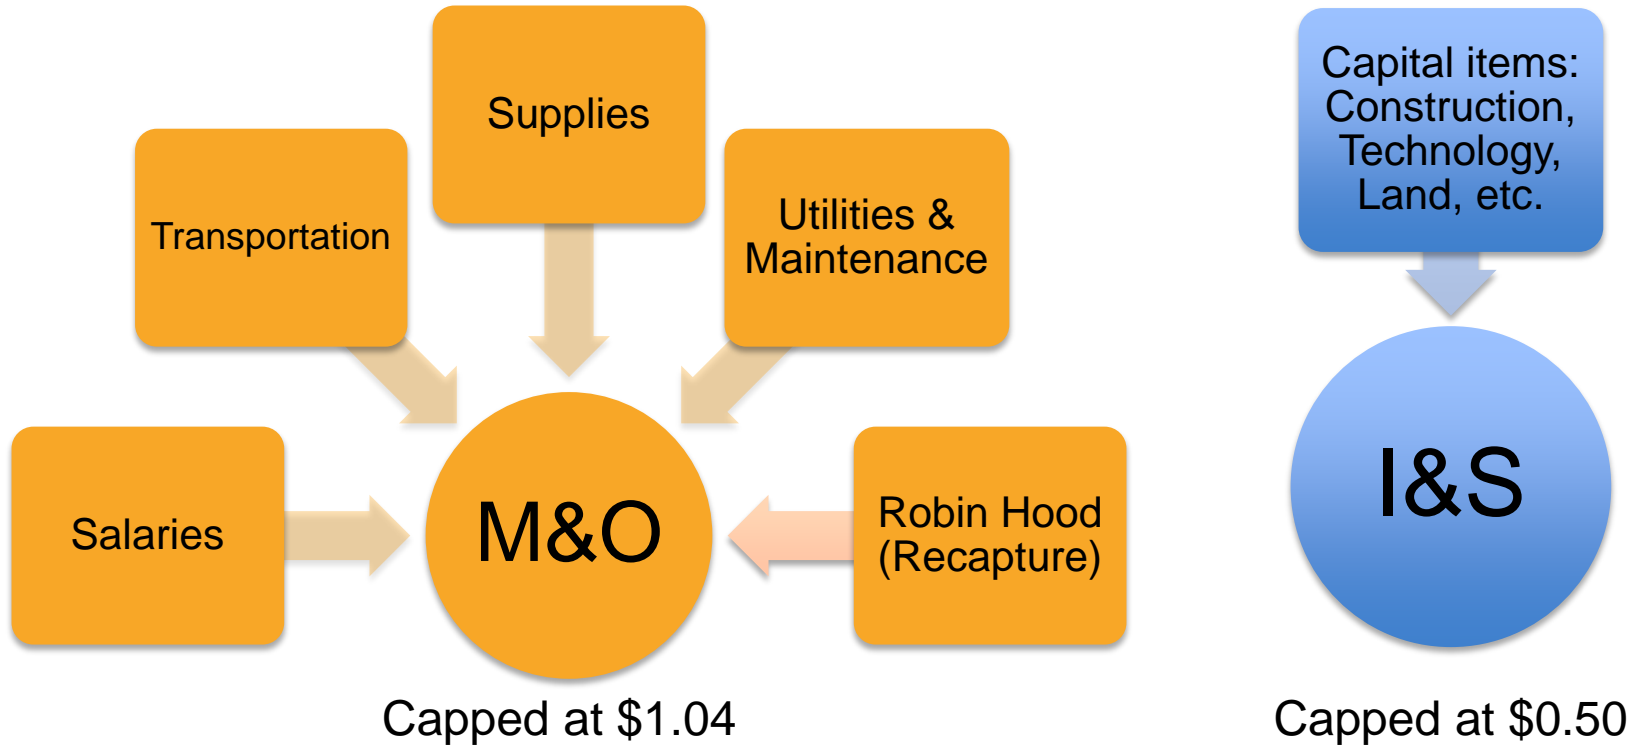 Supplies
Transportation
Utilities &
Maintenance
Salaries
M&O
Robin Hood
(Recapture)
Capped at $1.04
Capital items:
Construction,
Technology,
Land, etc.
I&S
Capped at $0.50